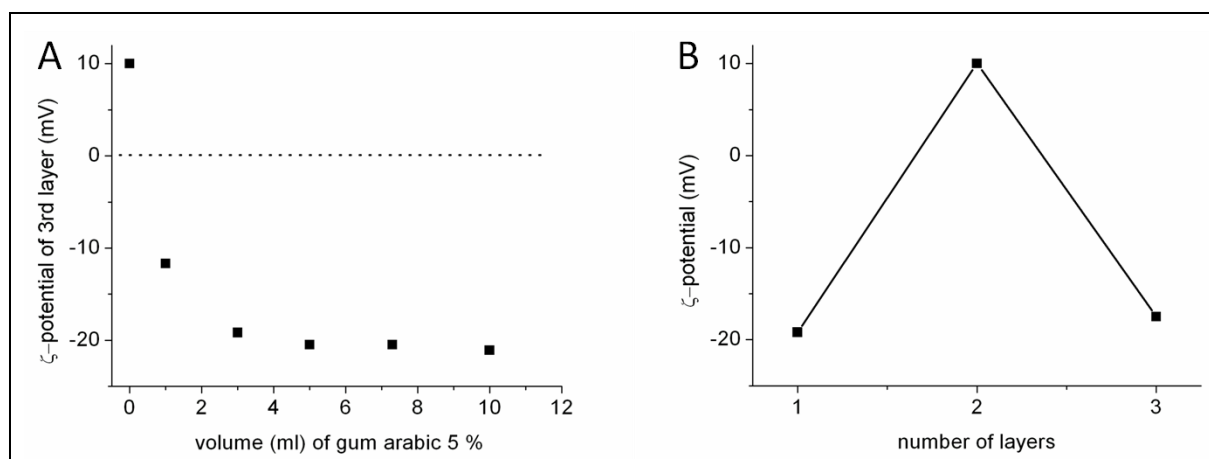 A
ζ-potential of 3rd layer (mV)
10
0
-10
-20
0 2 4 6 8 10 12
volume (ml) of gum arabic 5 %
B
ζ-potential (mV)
10
0
-10
-20
1 2 3
number of layers